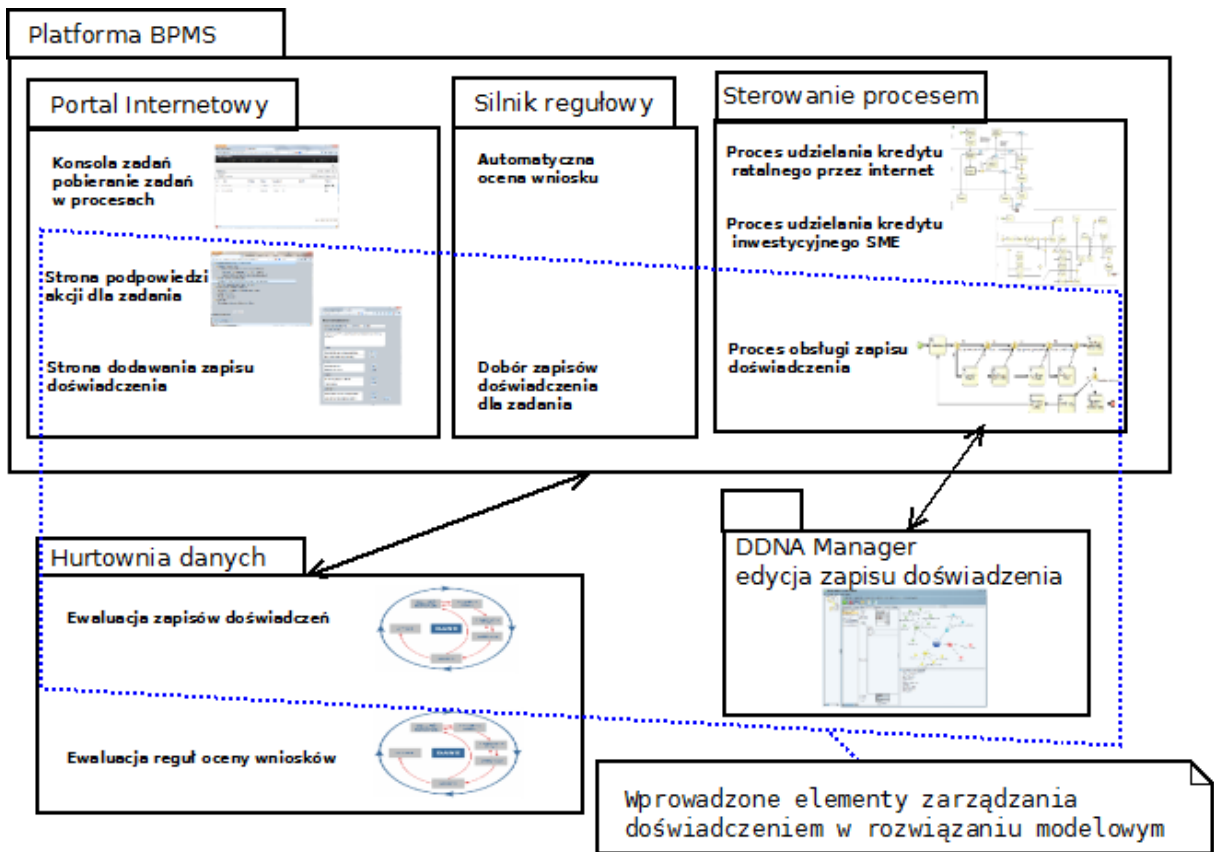 Platforma BPMS
Portal Internetowy
Konsola zadań
pobieranie zadań
w procesach
Strona podpowiedzi
akcji dla zadania
Strona dodawania zapisu
doświadczenia
Silnik regułowy
Automatyczna
ocena wniosku
Dobór zapisów
doświadczenia
dla zadania
Sterowanie procesem
Proces udzielania kredytu
ratalnego przez internet
Proces udzielania kredytu
inwestycyjnego SME
Proces obsługi zapisu
doświadczenia
Hurtownia danych
Ewaluacja zapisów doświadczeń
Ewaluacja reguł oceny wniosków
DDNA Manager
edycja zapisu doświadzenia
Wprowadzone elementy zarządzania
doświadczeniem w rozwiązaniu modelowym